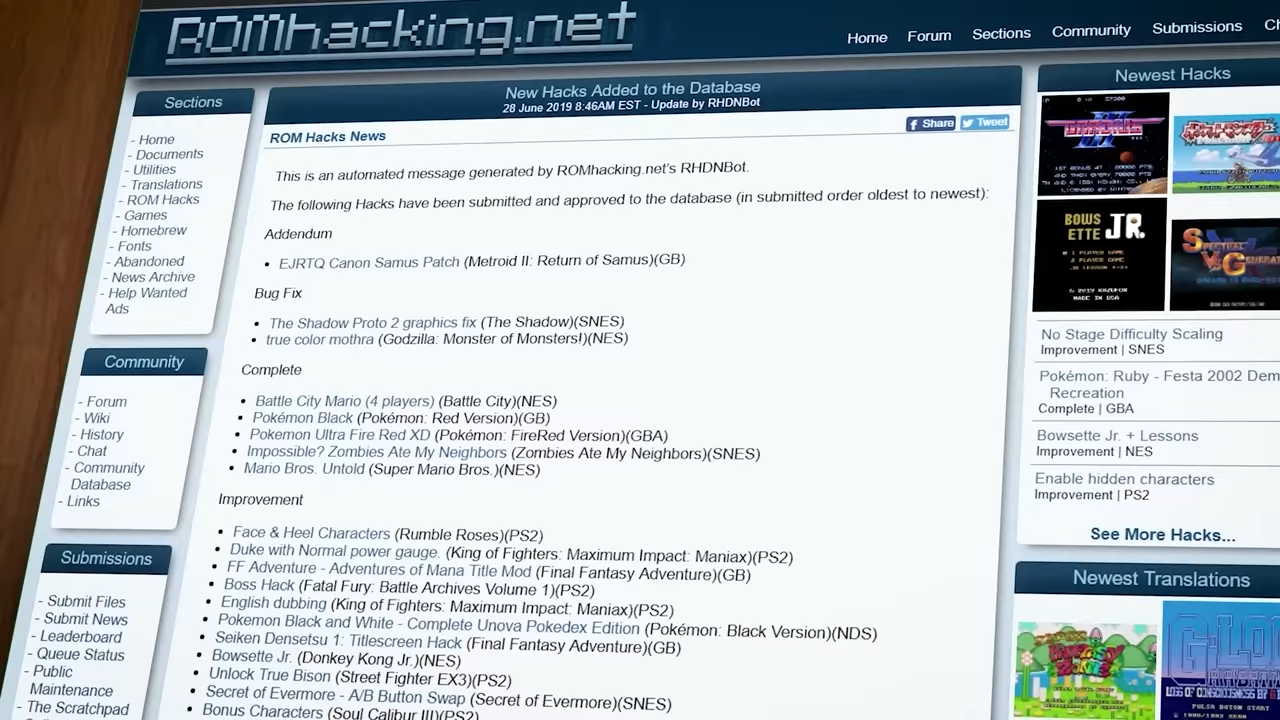 ROMhacking.net
Home Forum Sections Community Submissions
Sections
- Home
- Documents
- Utilities
- Translations
- ROM Hacks
- Games
- Homebrew
- Fonts
- Abandoned
- News Archive
- Help Wanted
Ads
Community
- Forum
- Wiki
- History
- Chat
- Community
Database
- Links
Submissions
- Submit Files
- Submit News
- Leaderboard
- Queue Status
- Public
Maintenance
- The Scratchpad
New Hacks Added to the Database
28 June 2019 8:46AM EST - Update by RHDNBot
ROM Hacks News
Share Tweet
This is an automated message generated by ROMhacking.net's RHDNBot.
The following Hacks have been submitted and approved to the database (in submitted order oldest to newest):
Addendum
• EJRTQ Canon Patch (Metroid II: Return of Samus)(GB)
Bug Fix
• The Shadow Proto 2 graphics fix (The Shadow)(SNES)
• true color mothra (Godzilla: Monster of Monsters!)(NES)
Complete
• Battle City Mario (4 players) (Battle City)(NES)
• Pokémon Black (Pokémon: Red Version)(GB)
• Pokemon Ultra Fire Red XD (Pokémon: FireRed Version)(GBA)
• Impossible? Zombies Ate My Neighbors (Zombies Ate My Neighbors)(SNES)
• Mario Bros. Untold (Super Mario Bros.)(NES)
Improvement
• Face & Heel Characters (Rumble Roses)(PS2)
• Duke with Normal power gauge. (King of Fighters: Maximum Impact: Maniax)(PS2)
• FF Adventure - Adventures of Mana Title Mod (Final Fantasy Adventure)(GB)
• Boss Hack (Fatal Fury: Battle Archives Volume 1)(PS2)
• English dubbing (King of Fighters: Maximum Impact: Maniax)(PS2)
• Pokemon Black and White - Complete Unova Pokedex Edition (Pokémon: Black Version)(NDS)
• Seiken Densetsu 1: Titlescreen Hack (Final Fantasy Adventure)(GB)
• Bowsette Jr. (Donkey Kong Jr.)(NES)
• Unlock True Bison (Street Fighter EX3)(PS2)
• Secret of Evermore - A/B Button Swap (Secret of Evermore)(SNES)
• Bonus Characters (Soul Calibur III)(PS2)
Newest Hacks
BOWS
ETTE JR.
1 PLAYER GAME
2 PLAYER GAME
MADE IN USA
No Stage Difficulty Scaling
Improvement | SNES
Pokémon: Ruby - Festa 2002 Dem
Recreation
Complete | GBA
Bowsette Jr. + Lessons
Improvement | NES
Enable hidden characters
Improvement | PS2
See More Hacks...
Newest Translations